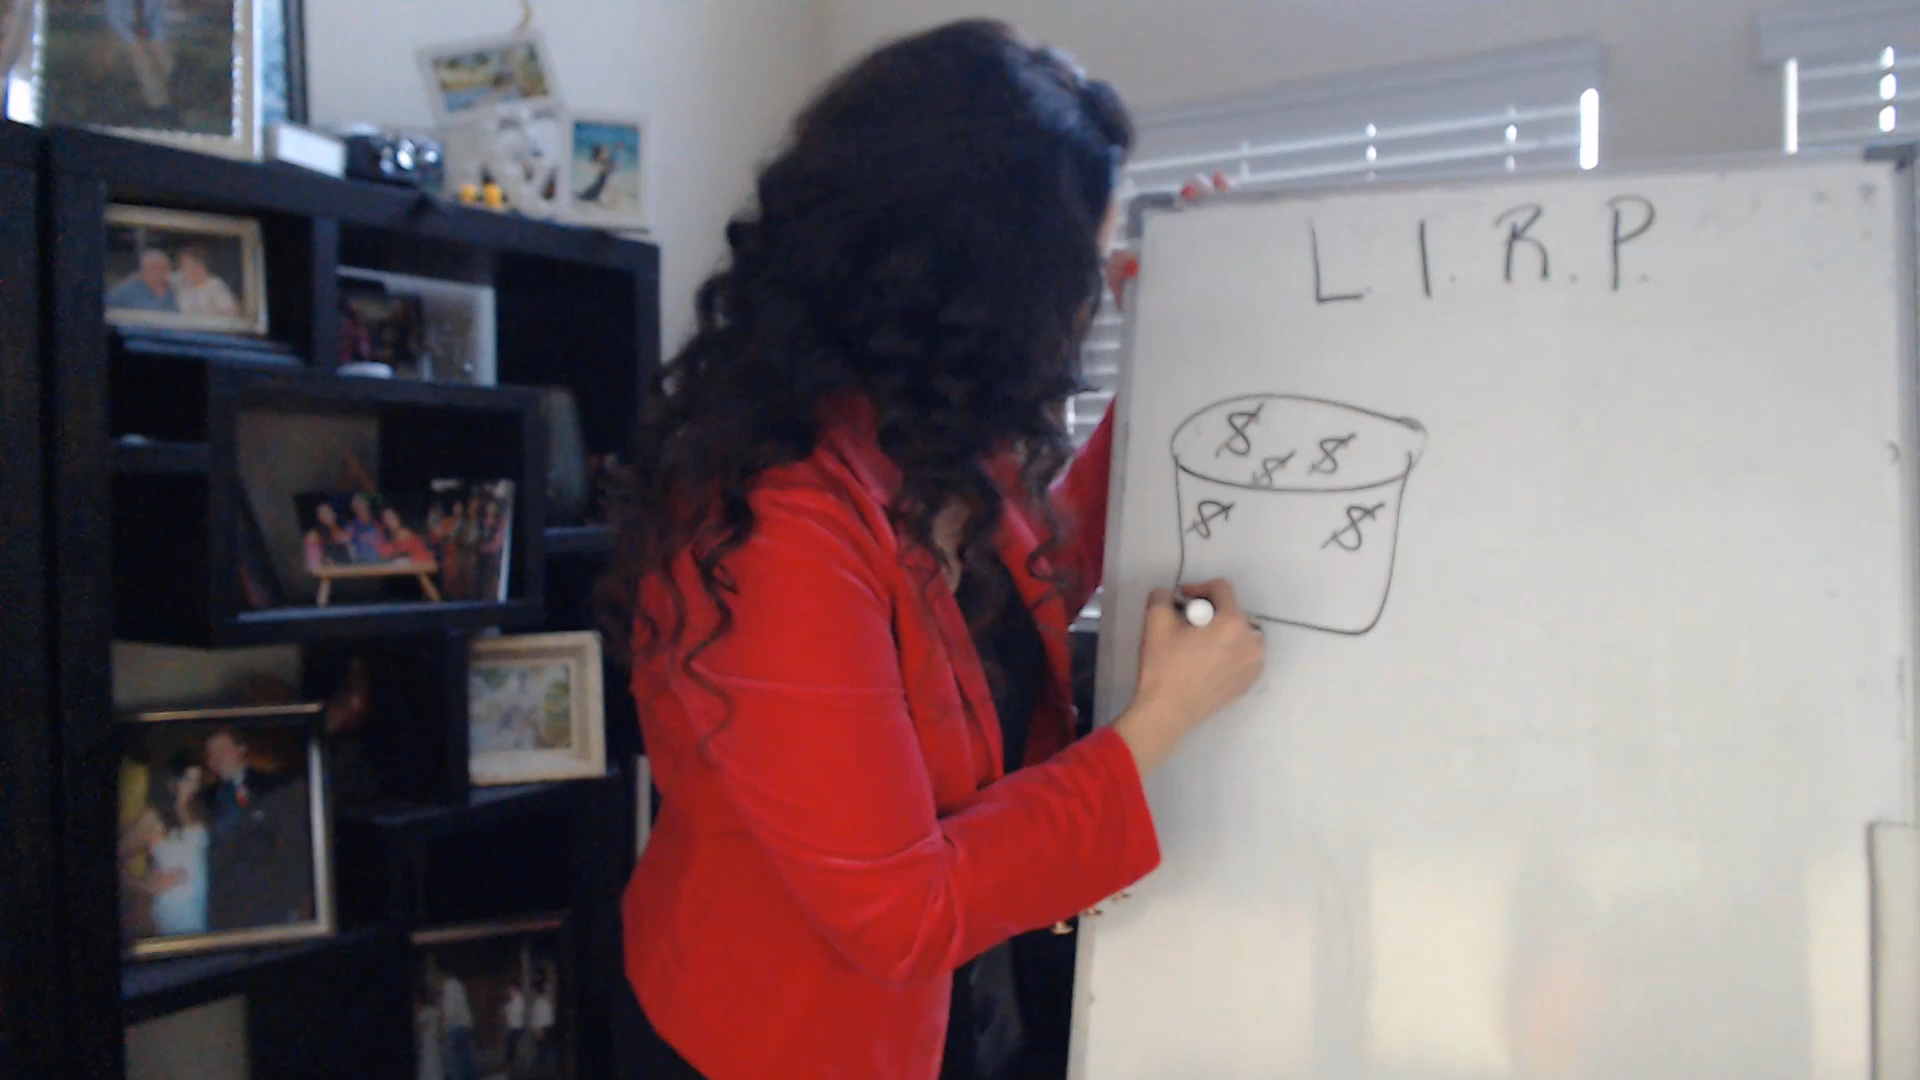 L. I. R. P.
$ $
$
$ $